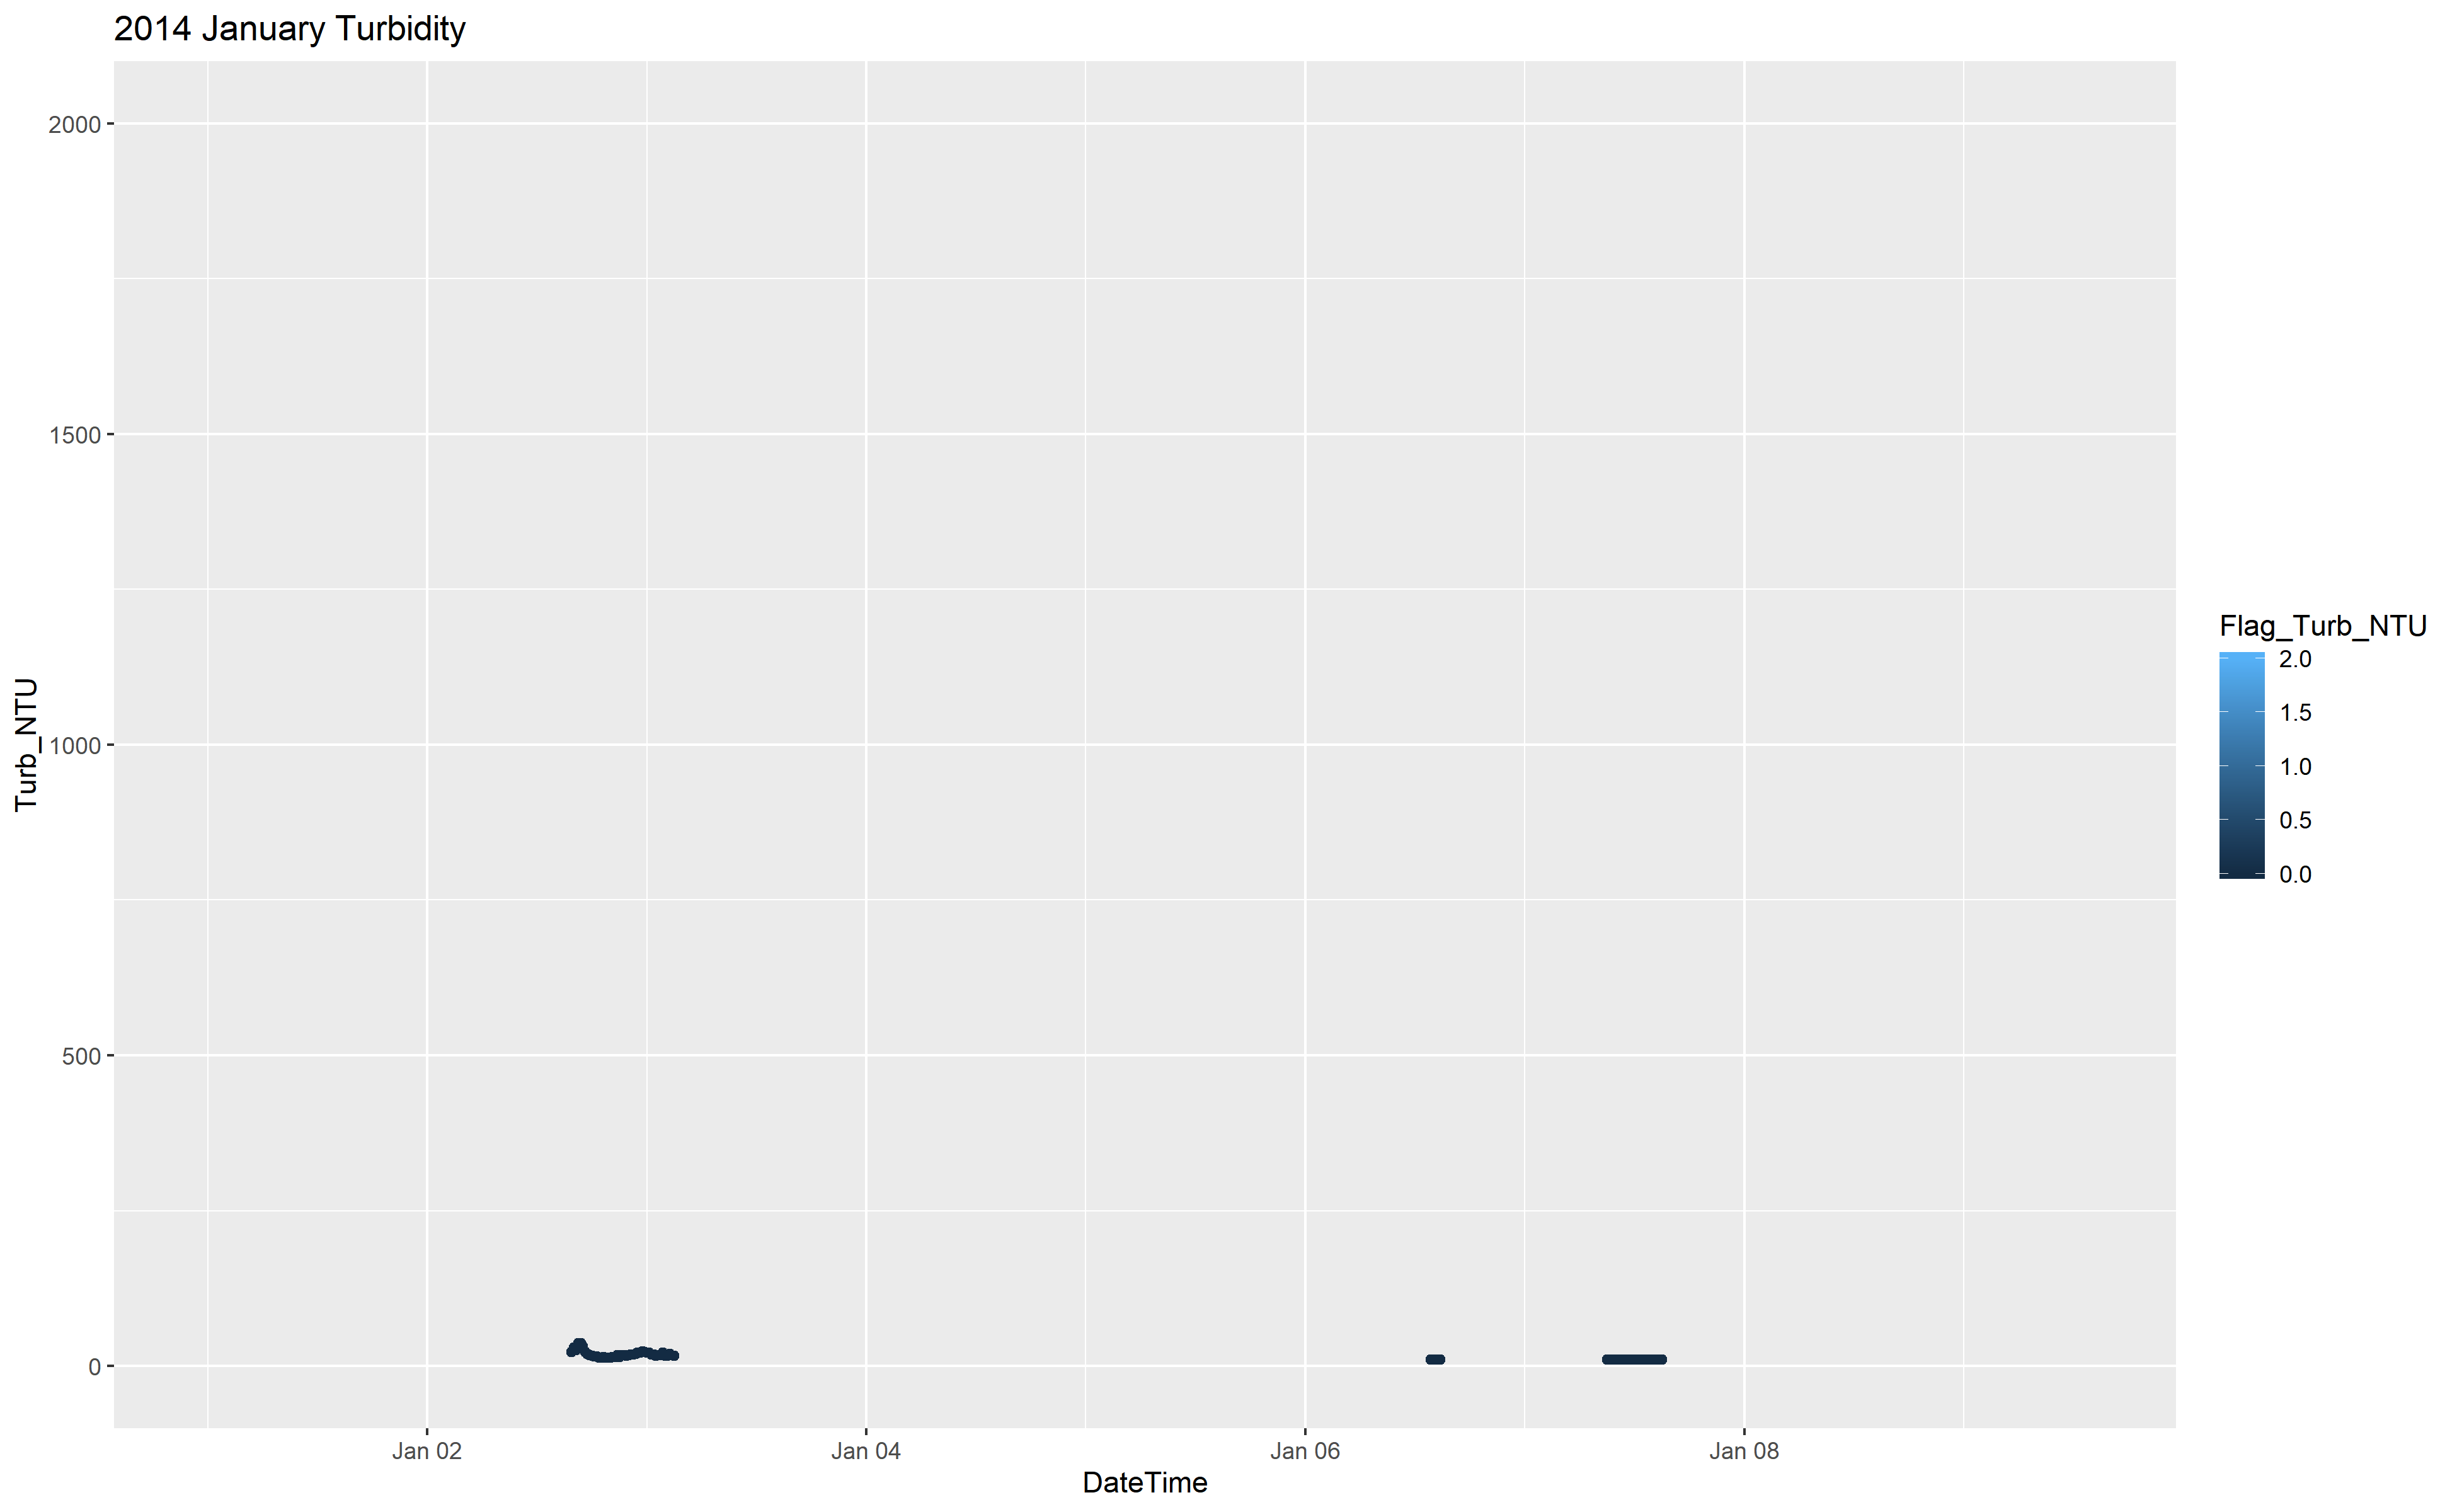 2014 January Turbidity
2000
1500
1000
500
0
Turb_NTU
Jan 02
Jan 04
Jan 06
Jan 08
DateTime
Flag_Turb_NTU
2.0
1.5
1.0
0.5
0.0